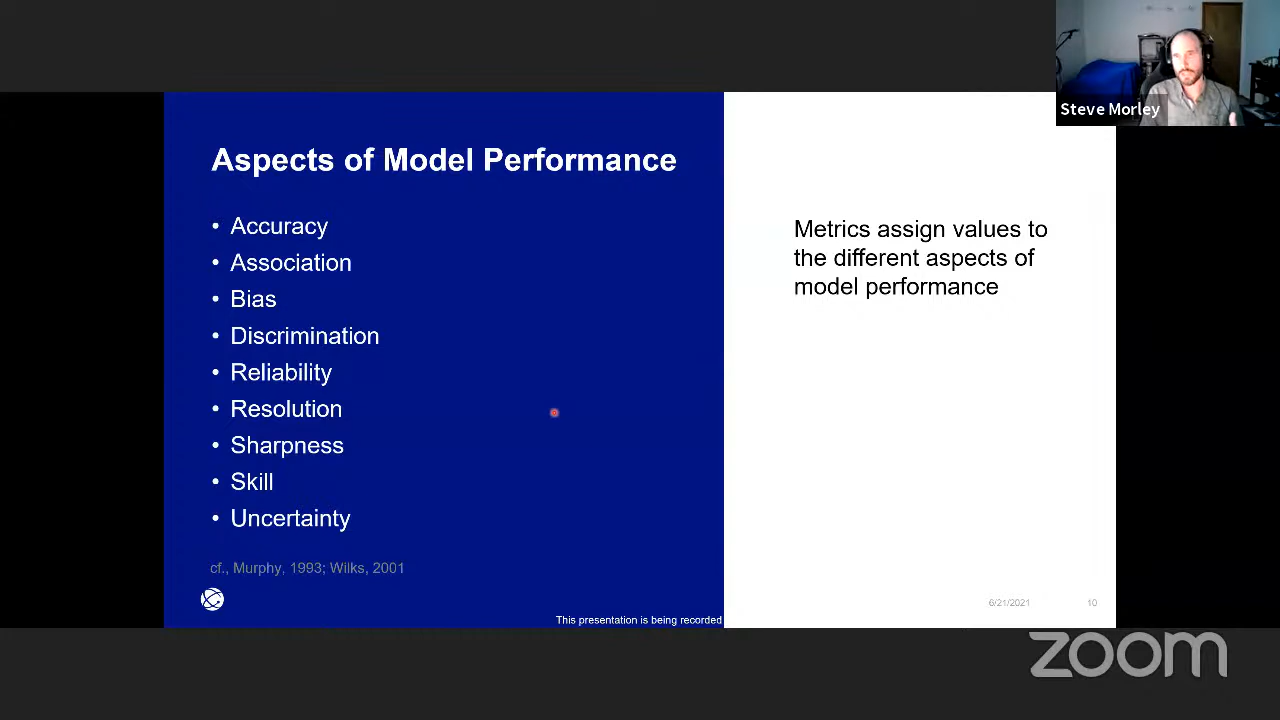 Steve Morley
Aspects of Model Performance
• Accuracy
• Association
• Bias
• Discrimination
• Reliability
• Resolution
• Sharpness
• Skill
• Uncertainty
cf., Murphy, 1993; Wilks, 2001
Metrics assign values to
the different aspects of
model performance
This presentation is being recorded
6/21/2021 10
zoom